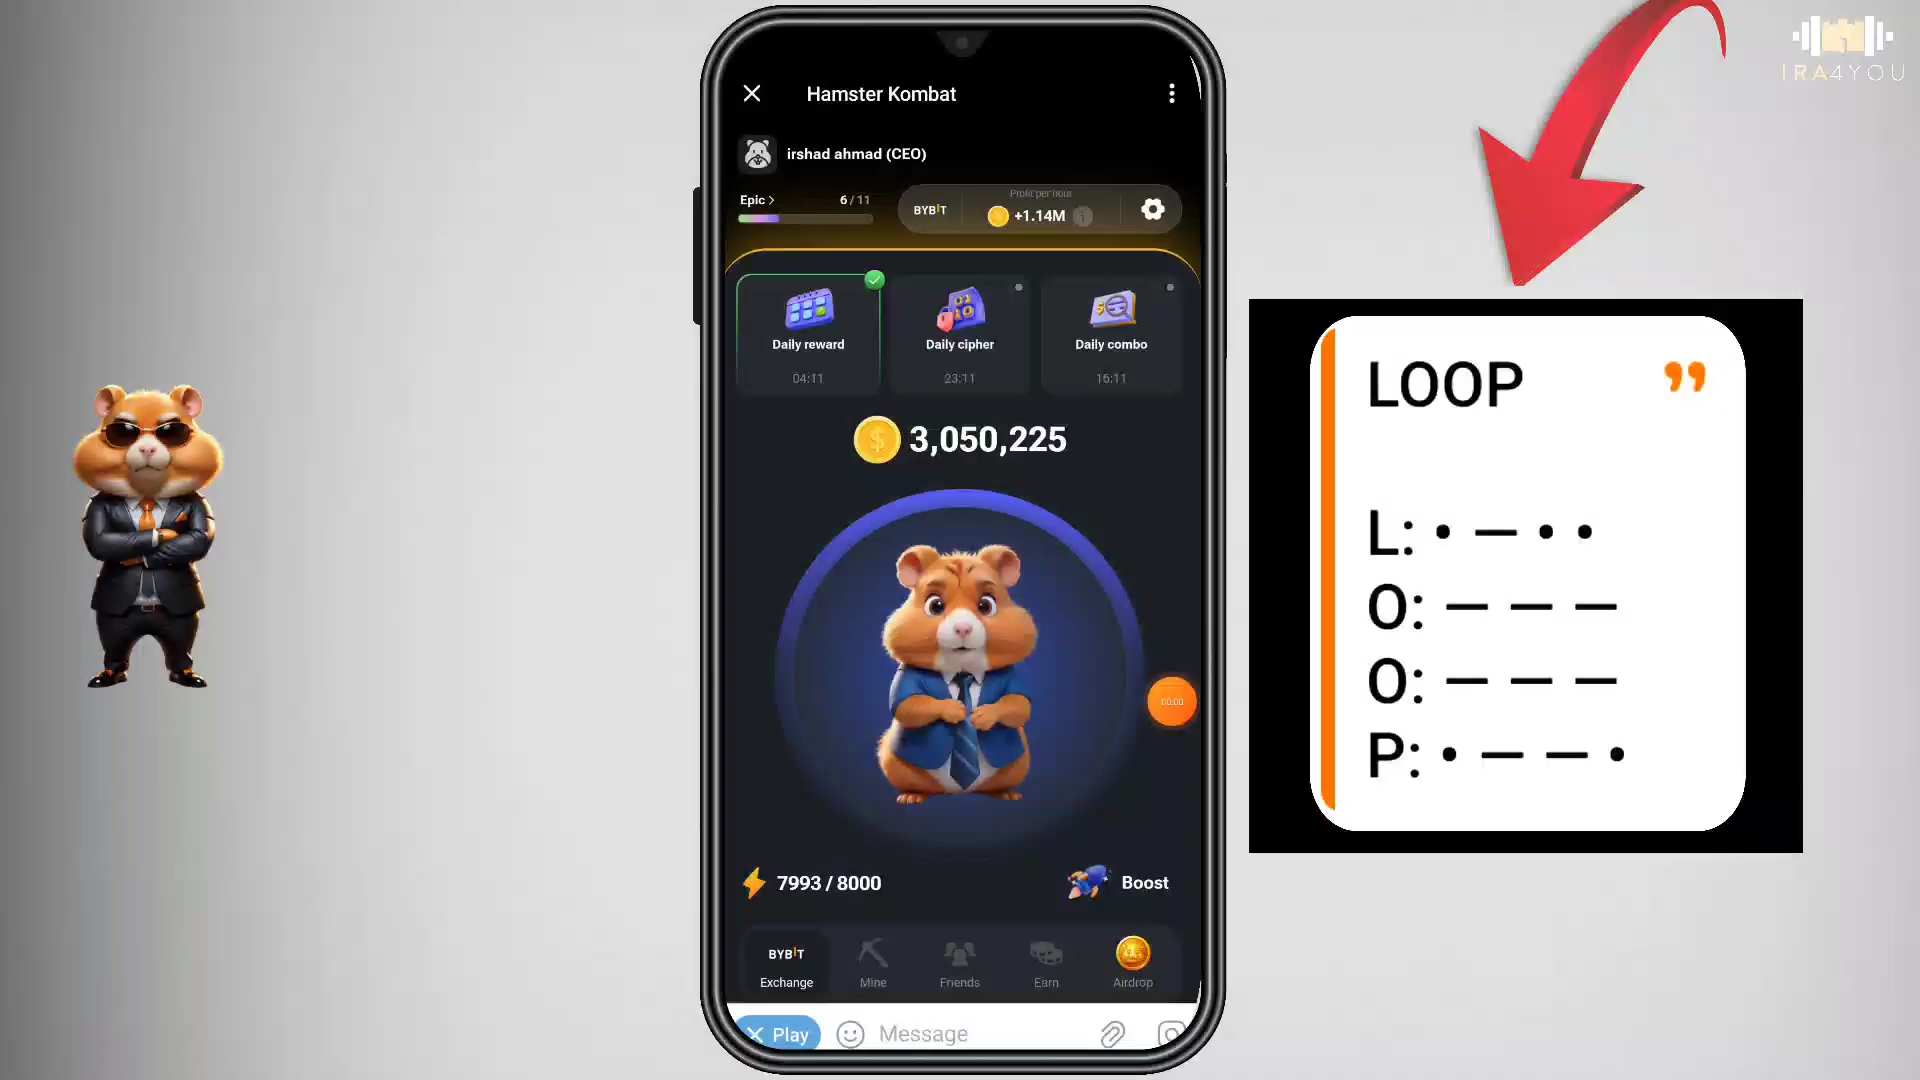 IRA4YOU
Hamster Kombat
irshad ahmad (CEO)
Epic > 6 / 11
BYBIT
Profit per hour
+1.14M
Daily reward
04:11
Daily cipher
23:11
Daily combo
16:11
3,050,225
00:00
7993 / 8000
Boost
BYBIT
Exchange
Mine
Friends
Earn
Airdrop
Play
Message
LOOP ”
L: • — • •
O: — — —
O: — — —
P: • — — •